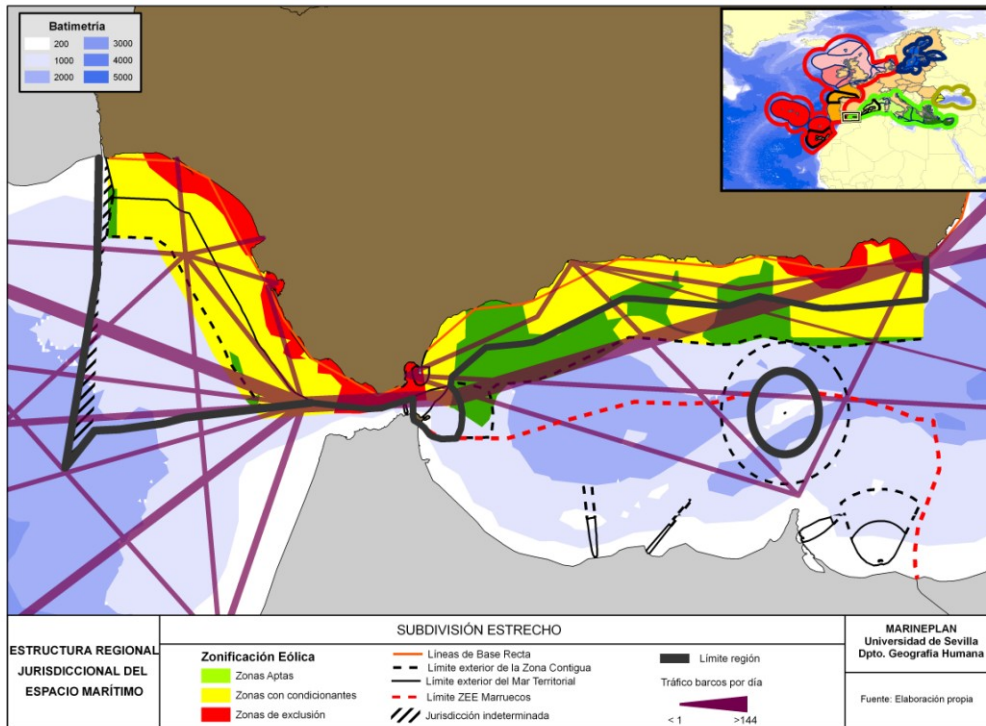 Batimetría
200
1000
2000
3000
4000
5000
ESTRUCTURA REGIONAL
JURISDICCIONAL DEL
ESPACIO MARÍTIMO
SUBDIVISIÓN ESTRECHO
Zonificación Eólica
Zonas Aptas
Zonas con condicionantes
Zonas de exclusión
Líneas de Base Recta
Límite exterior de la Zona Contigua
Límite exterior del Mar Territorial
Límite ZEE Marruecos
Jurisdicción indeterminada
Límite región
Tráfico barcos por día
< 1
>144
MARINEPLAN
Universidad de Sevilla
Dpto. Geografía Humana
Fuente: Elaboración propia